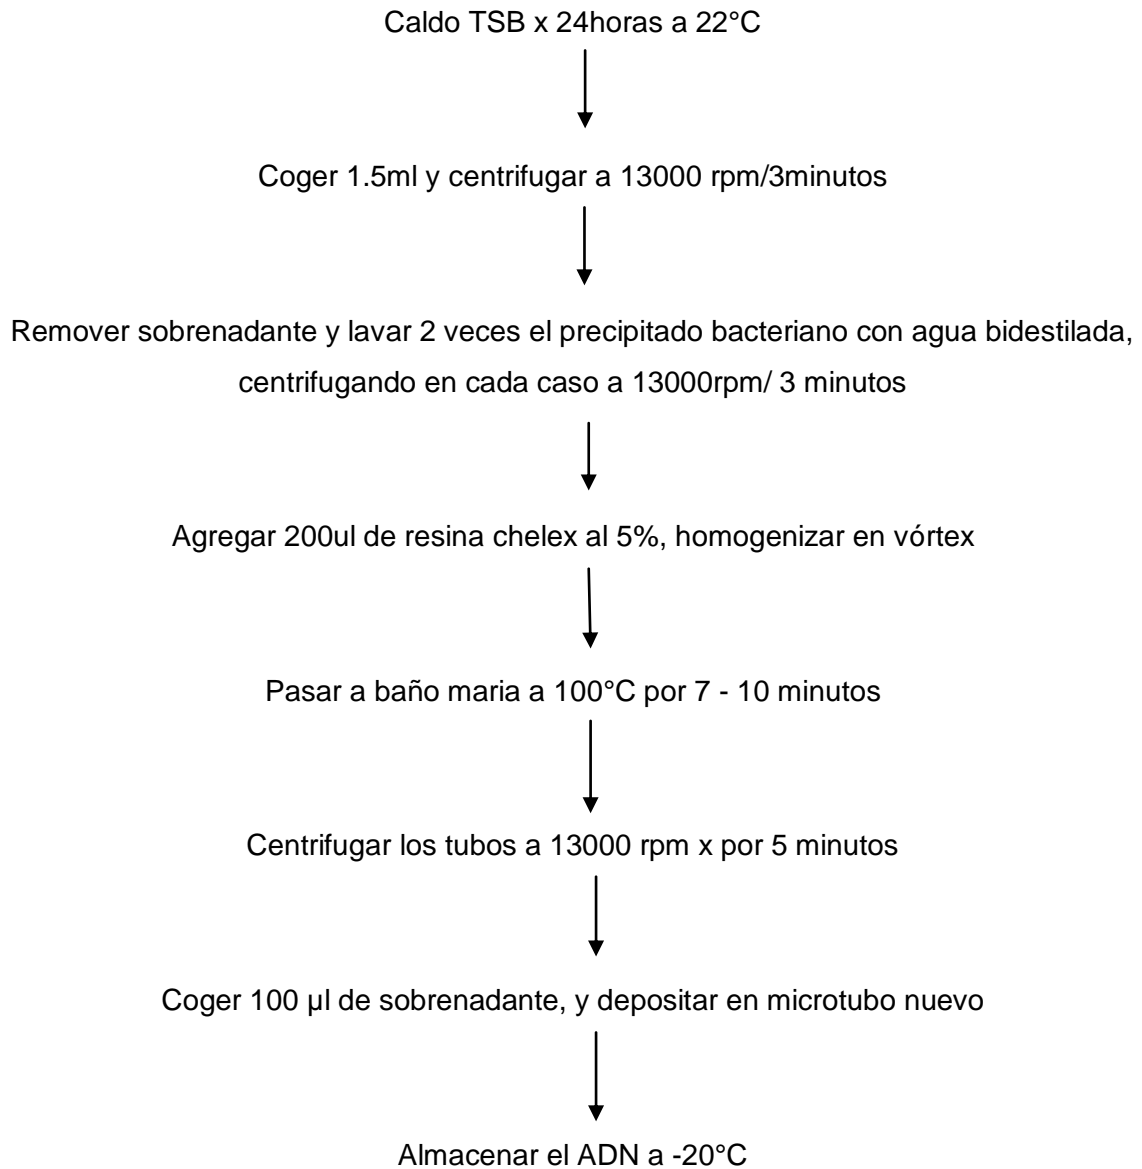 Caldo TSB x 24horas a 22°C
Coger 1.5ml y centrifugar a 13000 rpm/3minutos
Remover sobrenadante y lavar 2 veces el precipitado bacteriano con agua bidestilada,
centrifugando en cada caso a 13000rpm/ 3 minutos
Agregar 200ul de resina chelex al 5%, homogenizar en vórtex
Pasar a baño maria a 100°C por 7 - 10 minutos
Centrifugar los tubos a 13000 rpm x por 5 minutos
Coger 100 µl de sobrenadante, y depositar en microtubo nuevo
Almacenar el ADN a -20°C